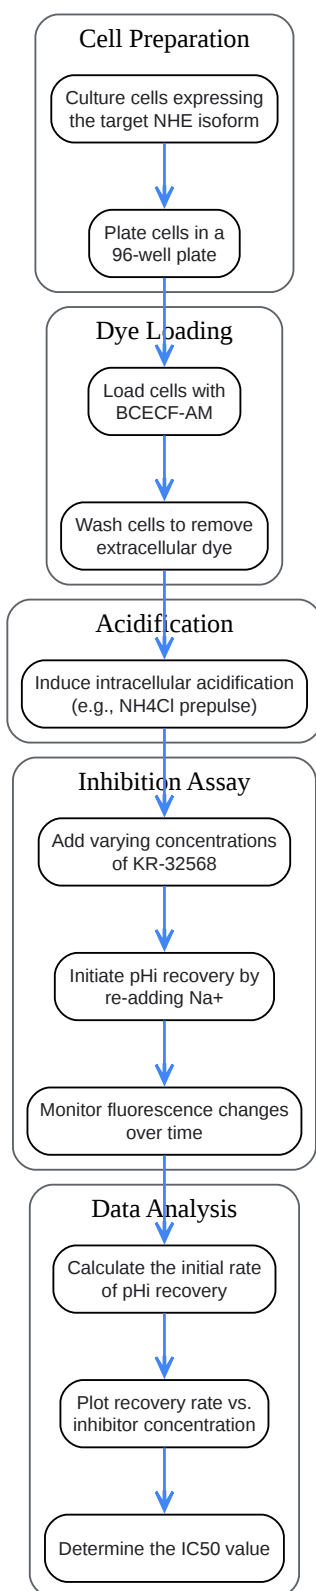 Cell Preparation
Culture cells expressing
the target NHE isoform
Plate cells in a
96-well plate
Dye Loading
Load cells with
BCECF-AM
Wash cells to remove
extracellular dye
Acidification
Induce intracellular acidification
(e.g., NH4Cl prepulse)
Inhibition Assay
Add varying concentrations
of KR-32568
Initiate pHi recovery by
re-adding Na+
Monitor fluorescence changes
over time
Data Analysis
Calculate the initial rate
of pHi recovery
Plot recovery rate vs.
inhibitor concentration
Determine the IC50 value